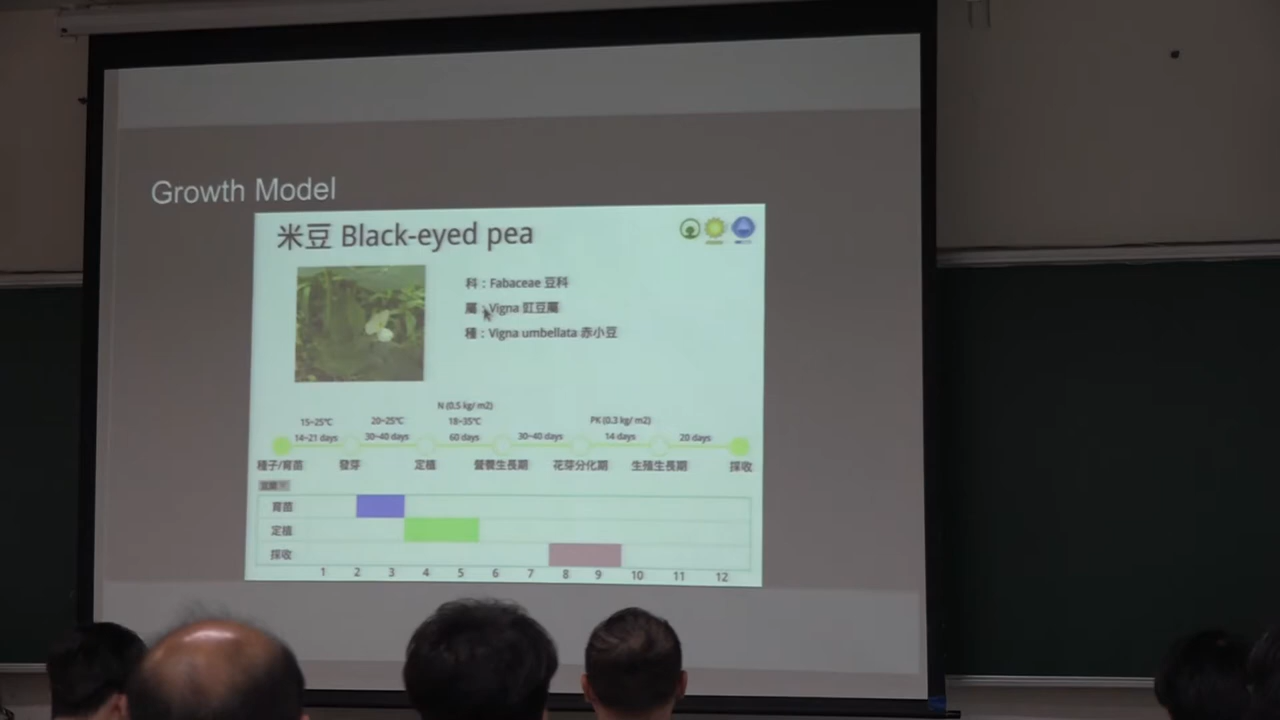 Growth Model
米豆 Black-eyed pea
科：Fabaceae 豆科
屬：Vigna 豇豆屬
種：Vigna umbellata 赤小豆
N (0.5 kg/ m2)
PK (0.3 kg/ m2)
15~25℃ 20~25℃ 18~35℃
14~21 days 30~40 days 60 days 30~40 days 14 days 20 days
種子/育苗 發芽 定植 營養生長期 花芽分化期 生殖生長期 採收
育苗
定植
採收
1 2 3 4 5 6 7 8 9 10 11 12